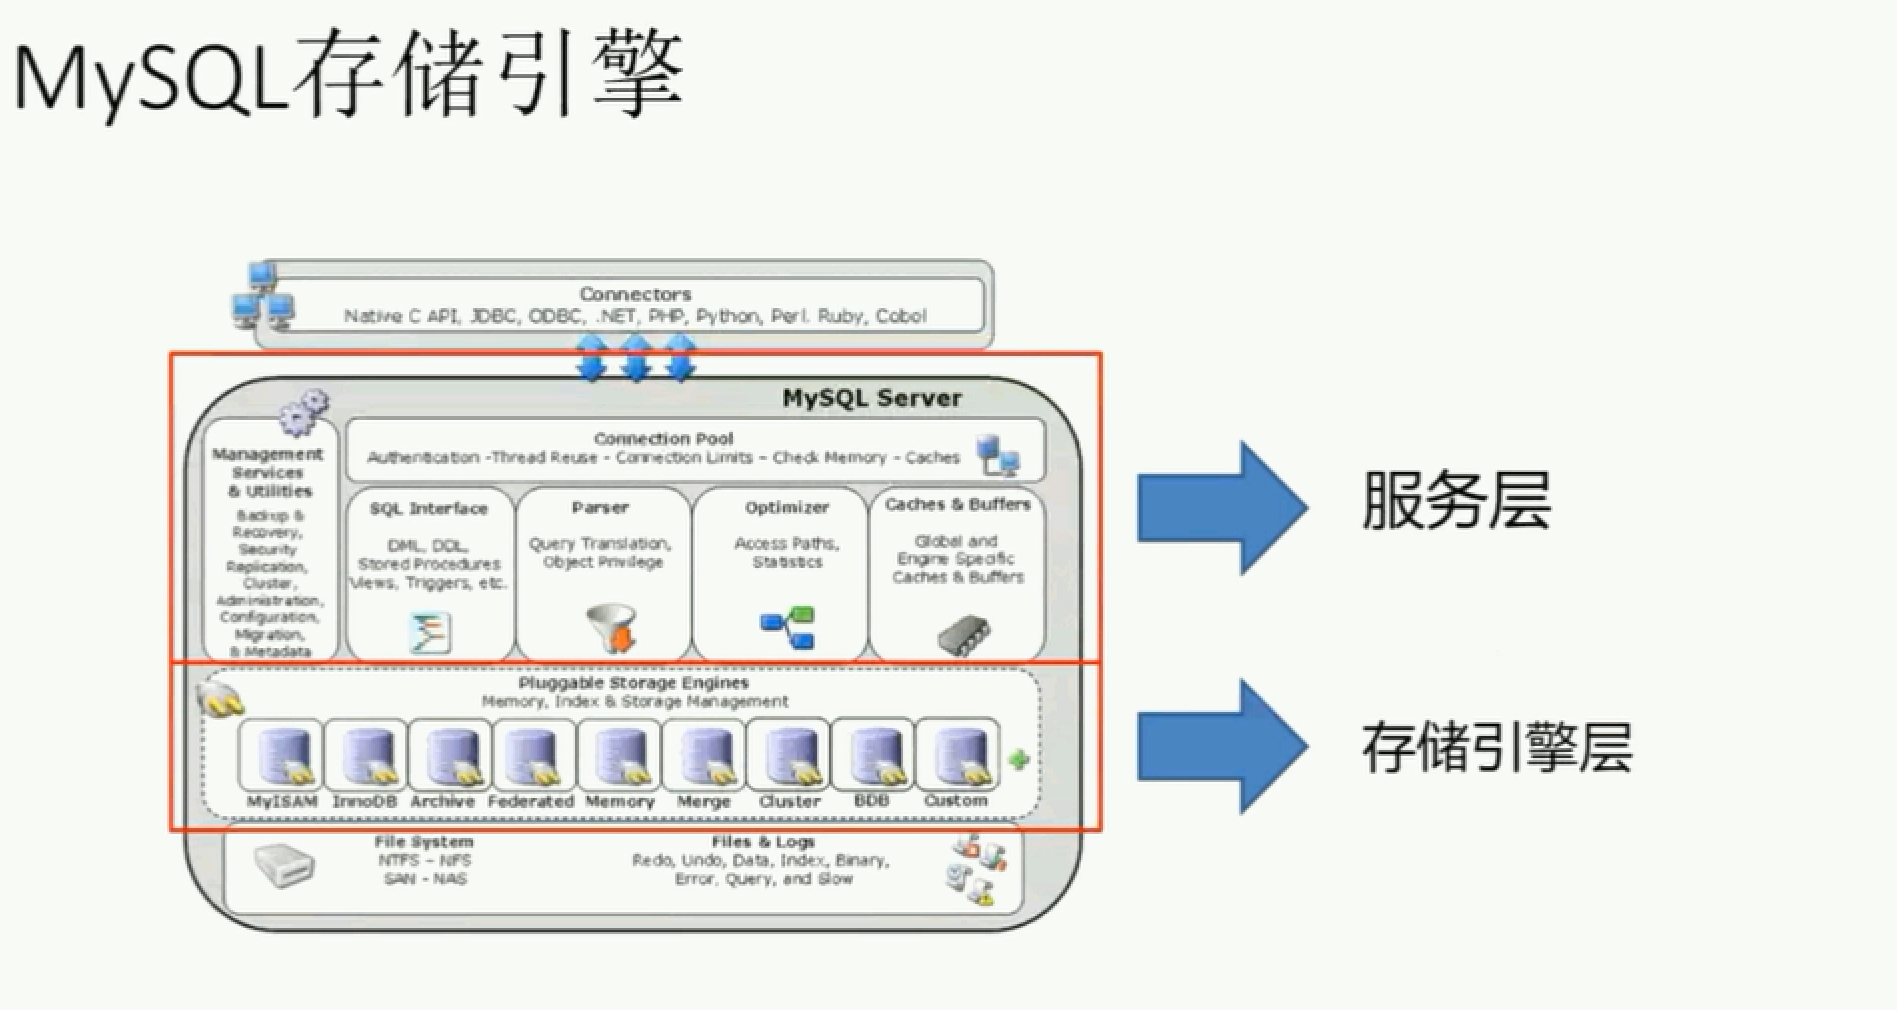 MySQL存储引擎
Connectors
Native C API, JDBC, ODBC, .NET, PHP, Python, Perl. Ruby, Cobol
MySQL Server
Management
Services
& Utilities
Backup &
Recovery,
Security
Replication,
Cluster,
Administration,
Configuration,
Migration,
& Metadata
Connection Pool
Authentication -Thread Reuse - Connection Limits - Check Memory - Caches
SQL Interface
DML, DDL,
Stored Procedures
Views, Triggers, etc.
Parser
Query Translation,
Object Privilege
Optimizer
Access Paths,
Statistics
Caches & Buffers
Global and
Engine Specific
Caches & Buffers
服务层
Pluggable Storage Engines
Memory, Index & Storage Management
MyISAM InnoDB Archive Federated Memory Merge Cluster BDB Custom
存储引擎层
File System
NTFS - NFS
SAN - NAS
Files & Logs
Redo, Undo, Data, Index, Binary,
Error, Query, and Slow